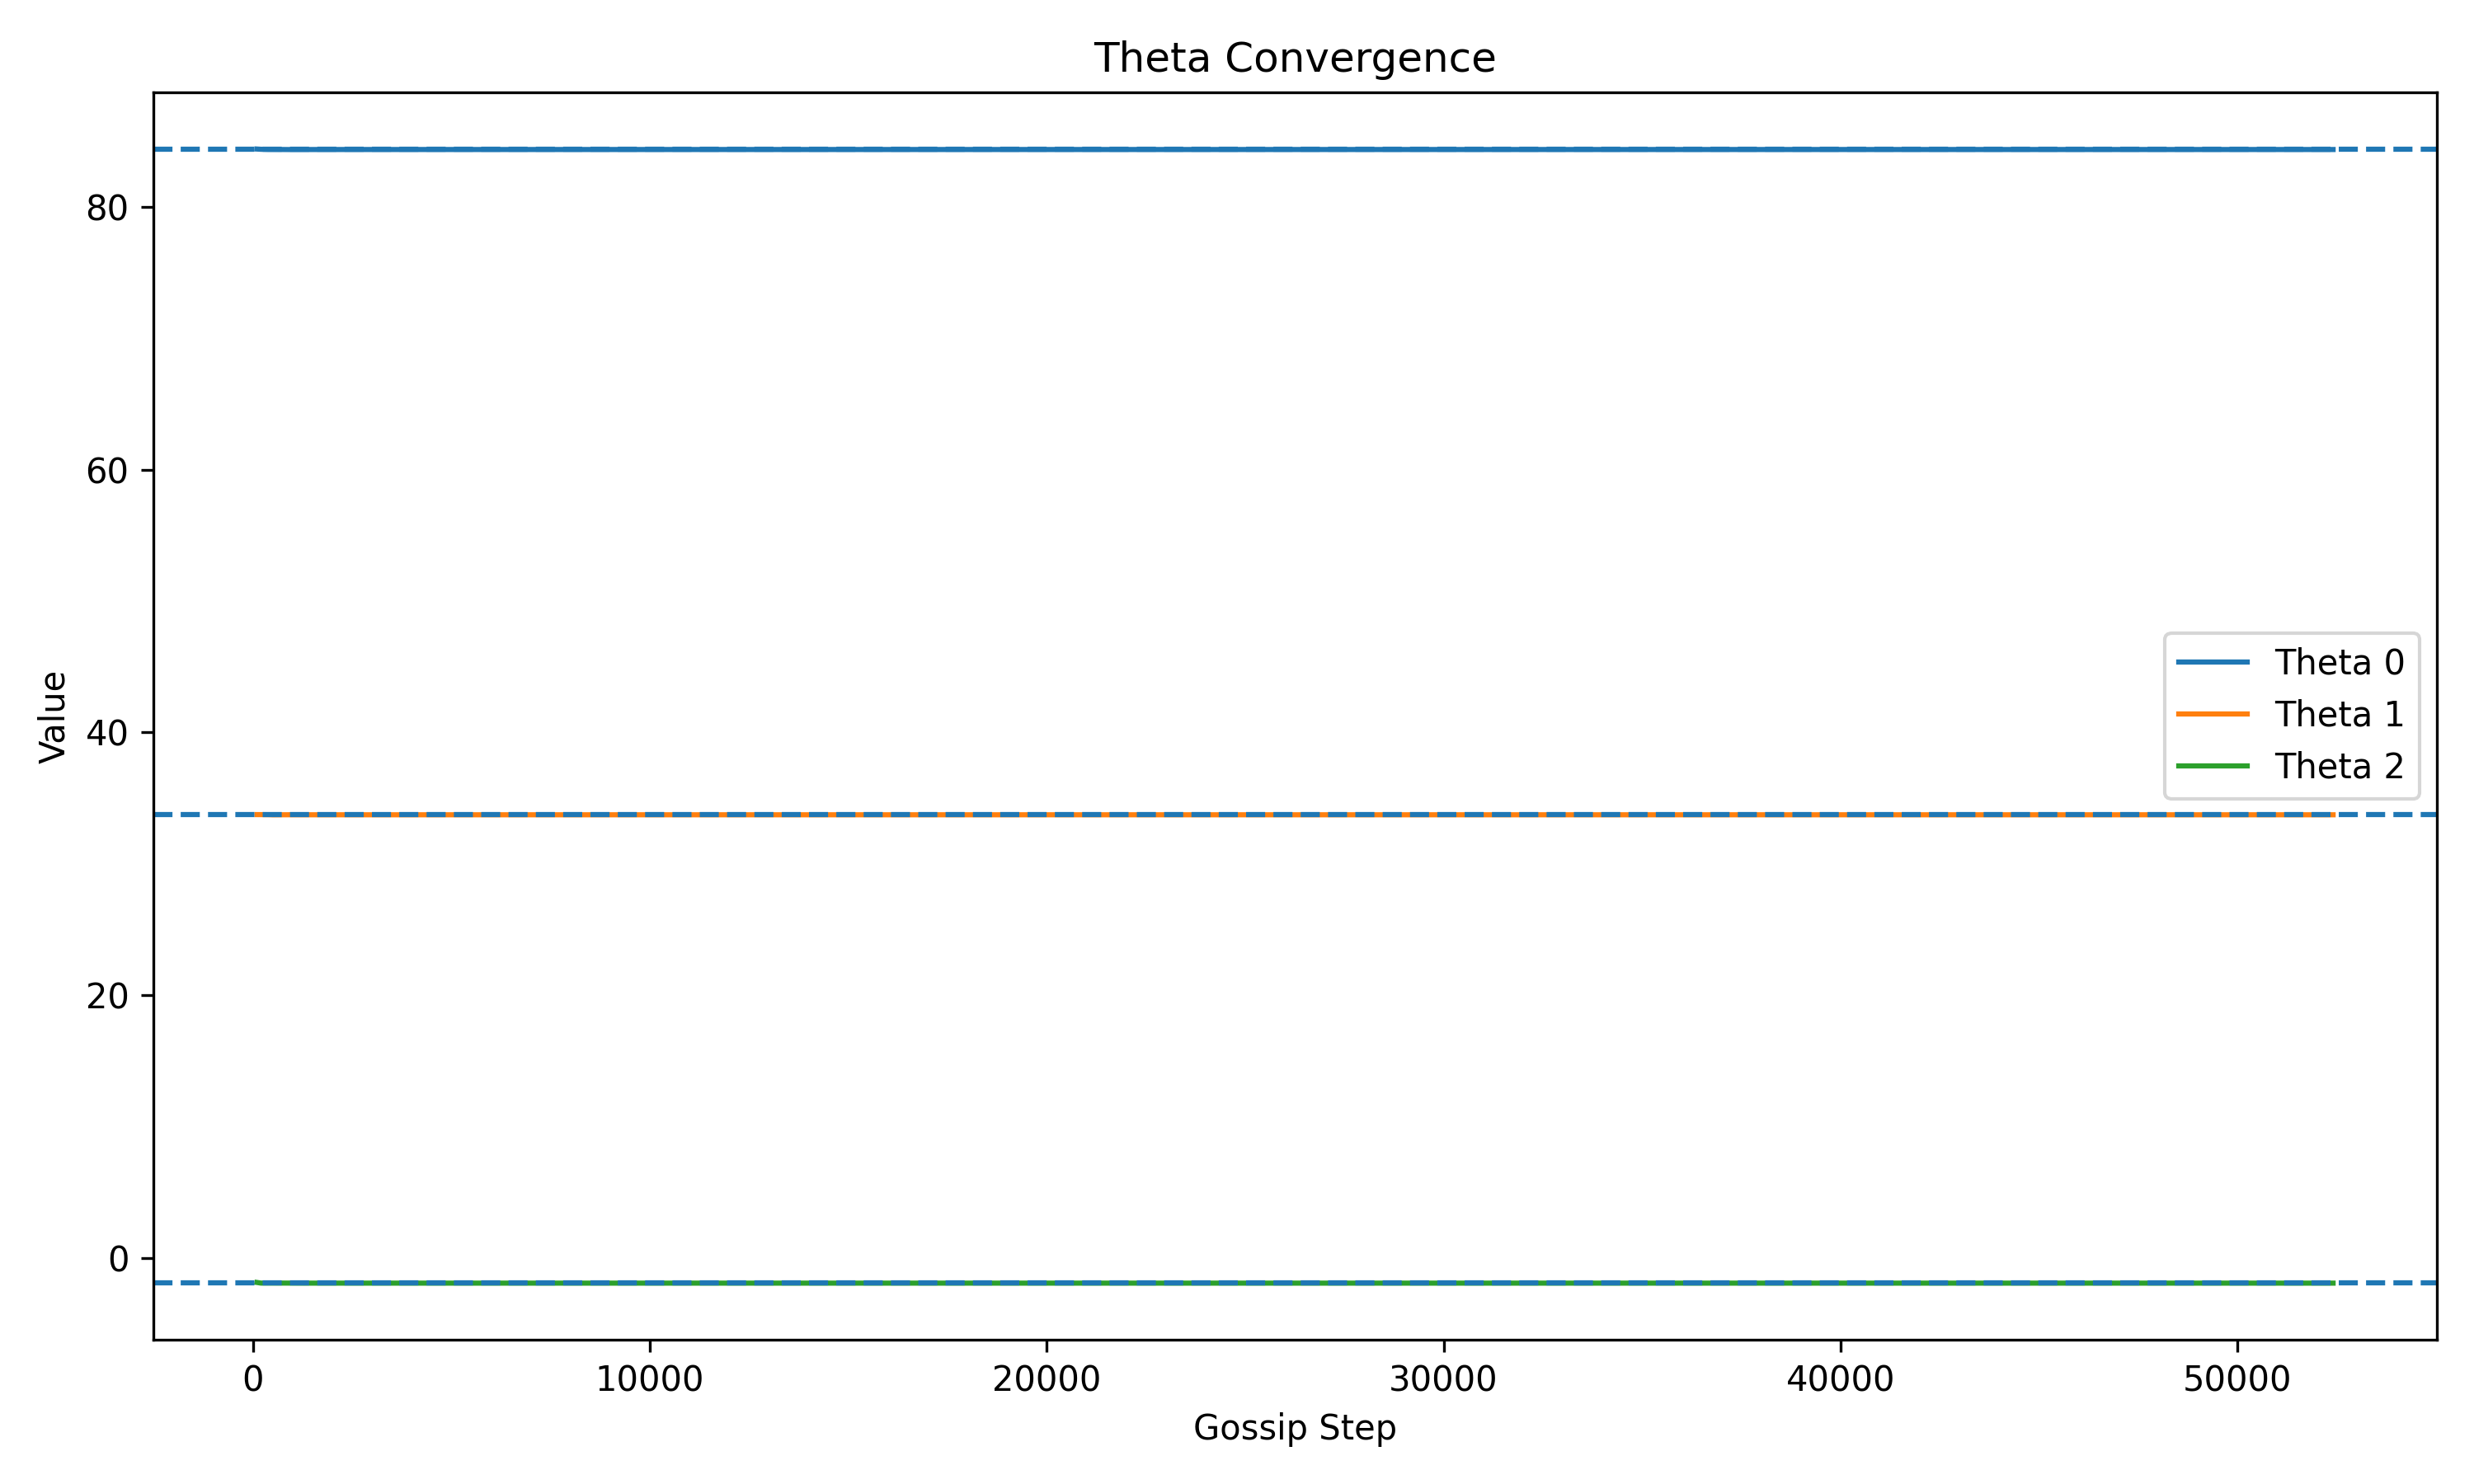 Theta Convergence
Value
80
60
40
20
0
Theta 0
Theta 1
Theta 2
0 10000 20000 30000 40000 50000
Gossip Step